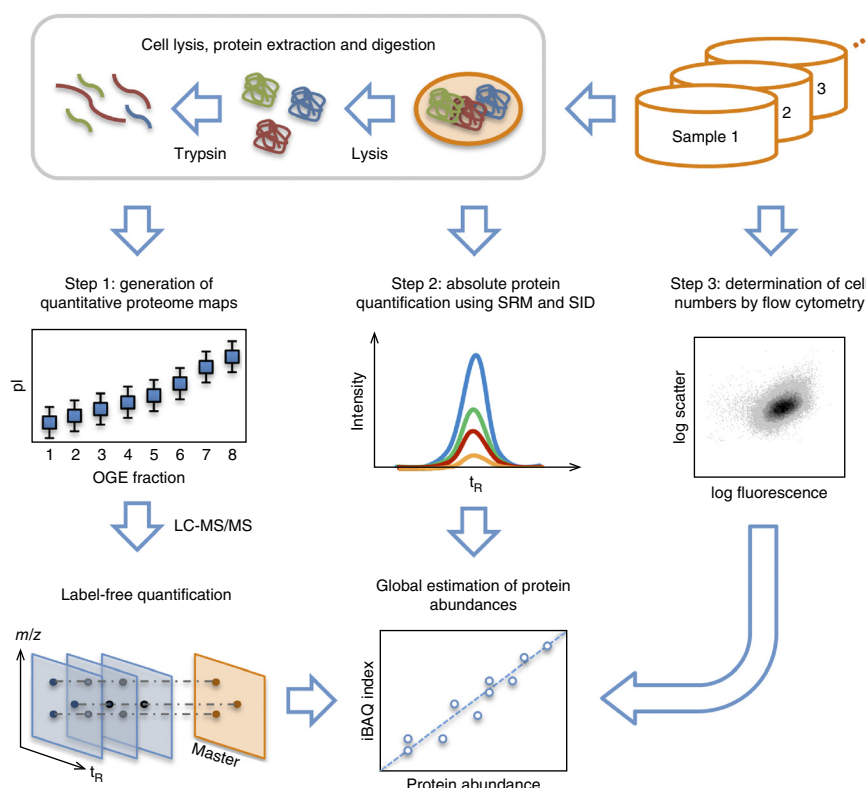 Cell lysis, protein extraction and digestion
Trypsin
Lysis
Sample 1
2
3
Step 1: generation of
quantitative proteome maps
pI
1 2 3 4 5 6 7 8
OGE fraction
LC-MS/MS
Label-free quantification
m/z
Master
tR
Step 2: absolute protein
quantification using SRM and SID
Intensity
tR
Global estimation of protein
abundances
iBAQ index
Protein abundance
Step 3: determination of cell
numbers by flow cytometry
log scatter
log fluorescence